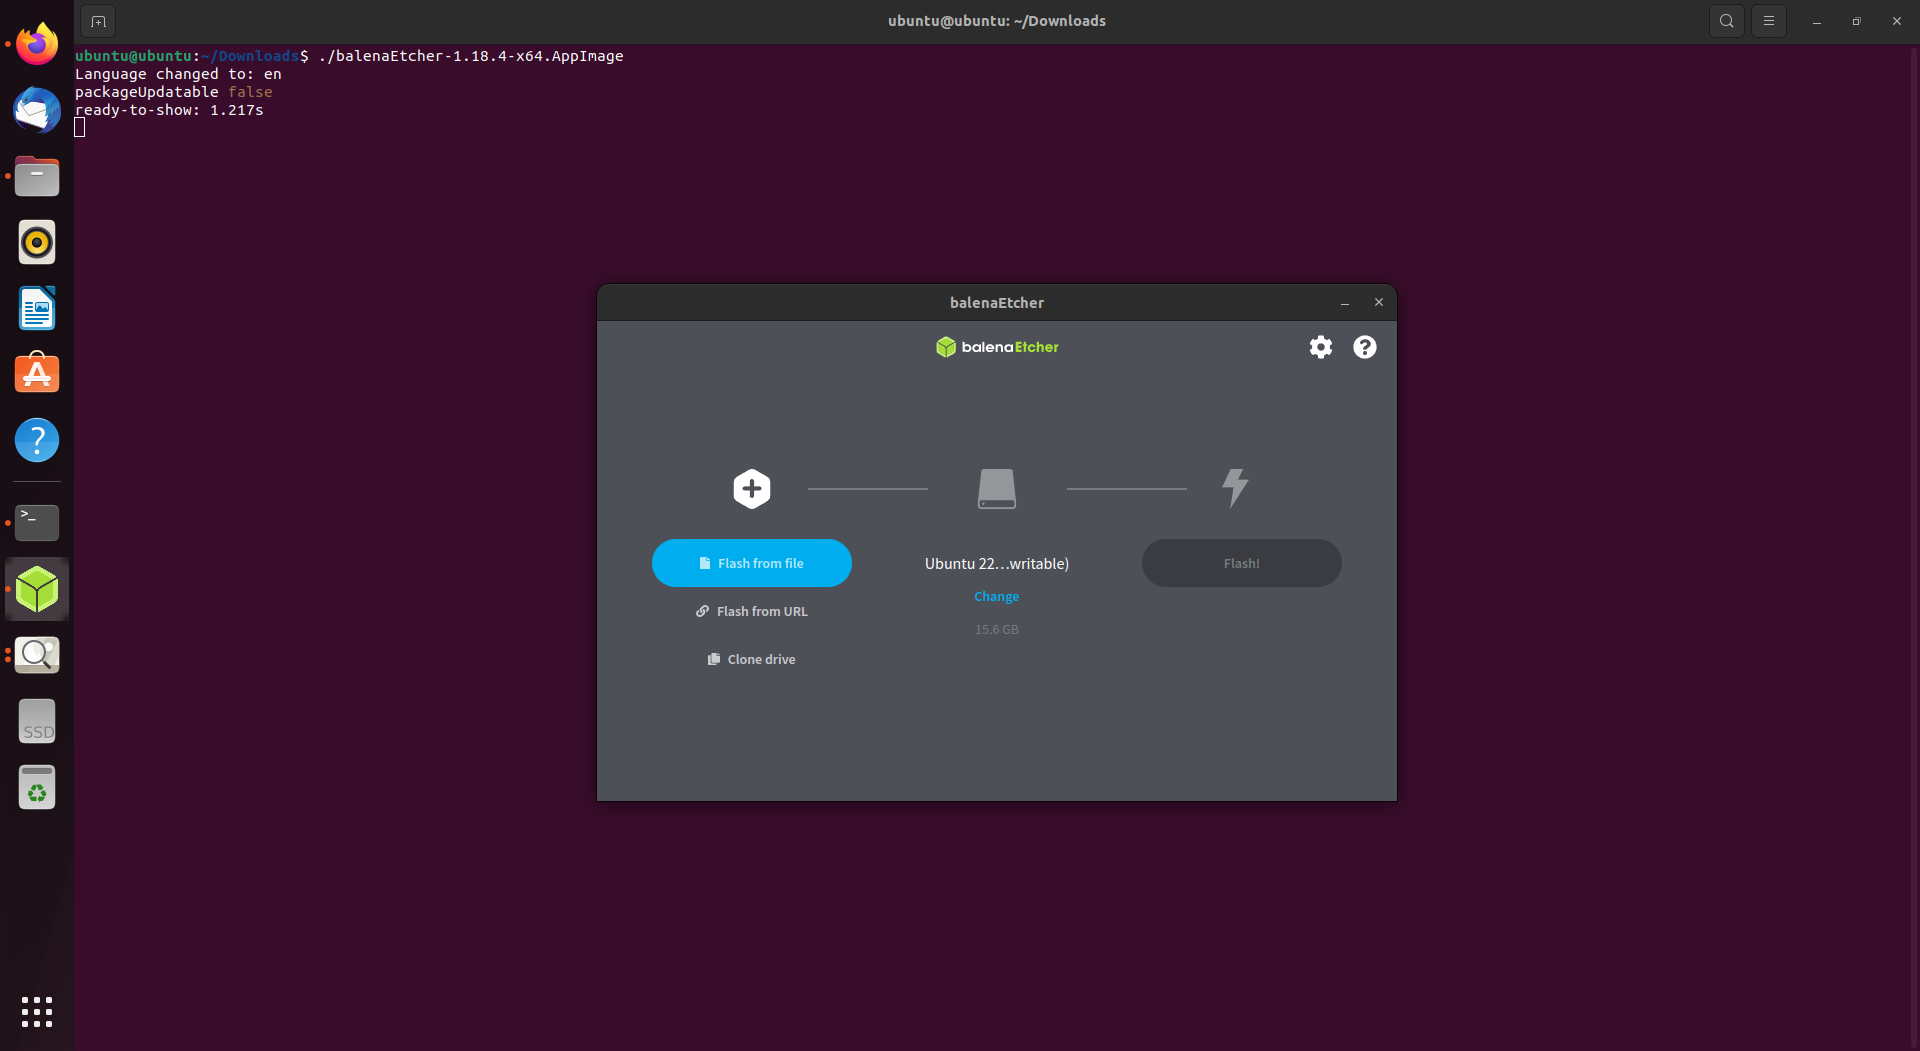 ubuntu@ubuntu: ~/Downloads
ubuntu@ubuntu:~/Downloads$ ./balenaEtcher-1.18.4-x64.AppImage
Language changed to: en
packageUpdatable false
ready-to-show: 1.217s
balenaEtcher
balenaEtcher
Flash from file
Flash from URL
Clone drive
Ubuntu 22…writable)
Change
15.6 GB
Flash!
>_
SSD